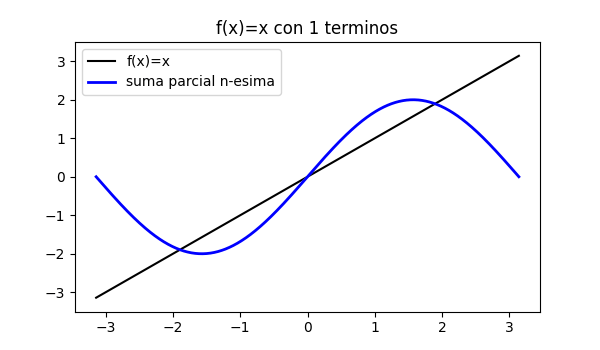 f(x)=x con 1 terminos
f(x)=x
suma parcial n-esima
3
2
1
0
−1
−2
−3
−3 −2 −1 0 1 2 3